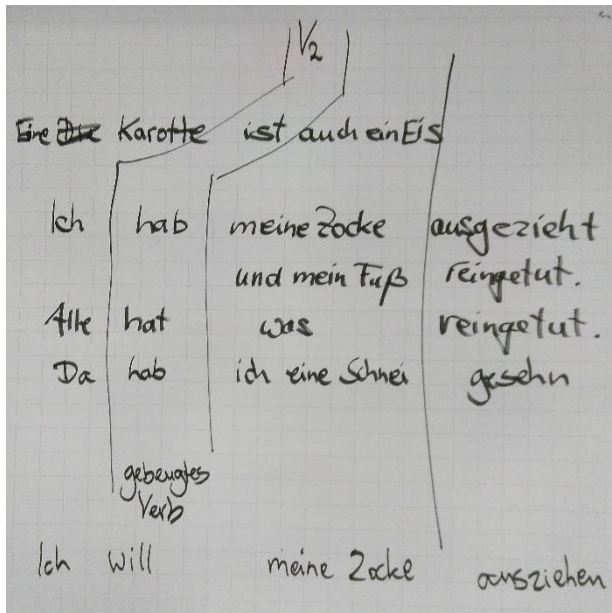 V2
Eine Karotte ist auch ein Eis
Ich hab meine Zocke ausgezieht
und mein Fuß reingetut.
Alle hat was reingetut.
Da hab ich eine Schnei gesehn
gebeugtes
Verb
Ich will meine Zocke ausziehen